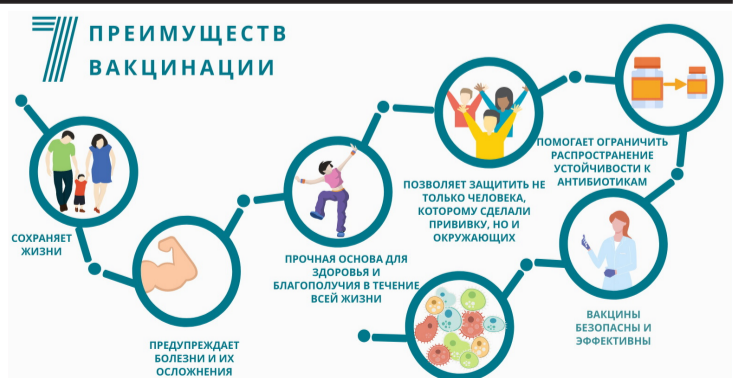 7 ПРЕИМУЩЕСТВ
ВАКЦИНАЦИИ
СОХРАНЯЕТ
ЖИЗНИ
ПРЕДУПРЕЖДАЕТ
БОЛЕЗНИ И ИХ
ОСЛОЖНЕНИЯ
ПРОЧНАЯ ОСНОВА ДЛЯ
ЗДОРОВЬЯ И
БЛАГОПОЛУЧИЯ В ТЕЧЕНИЕ
ВСЕЙ ЖИЗНИ
ПОЗВОЛЯЕТ ЗАЩИТИТЬ НЕ
ТОЛЬКО ЧЕЛОВЕКА,
КОТОРОМУ СДЕЛАЛИ
ПРИВИВКУ, НО И
ОКРУЖАЮЩИХ
ПОМОГАЕТ ОГРАНИЧИТЬ
РАСПРОСТРАНЕНИЕ
УСТОЙЧИВОСТИ К
АНТИБИОТИКАМ
ВАКЦИНЫ
БЕЗОПАСНЫ И
ЭФФЕКТИВНЫ